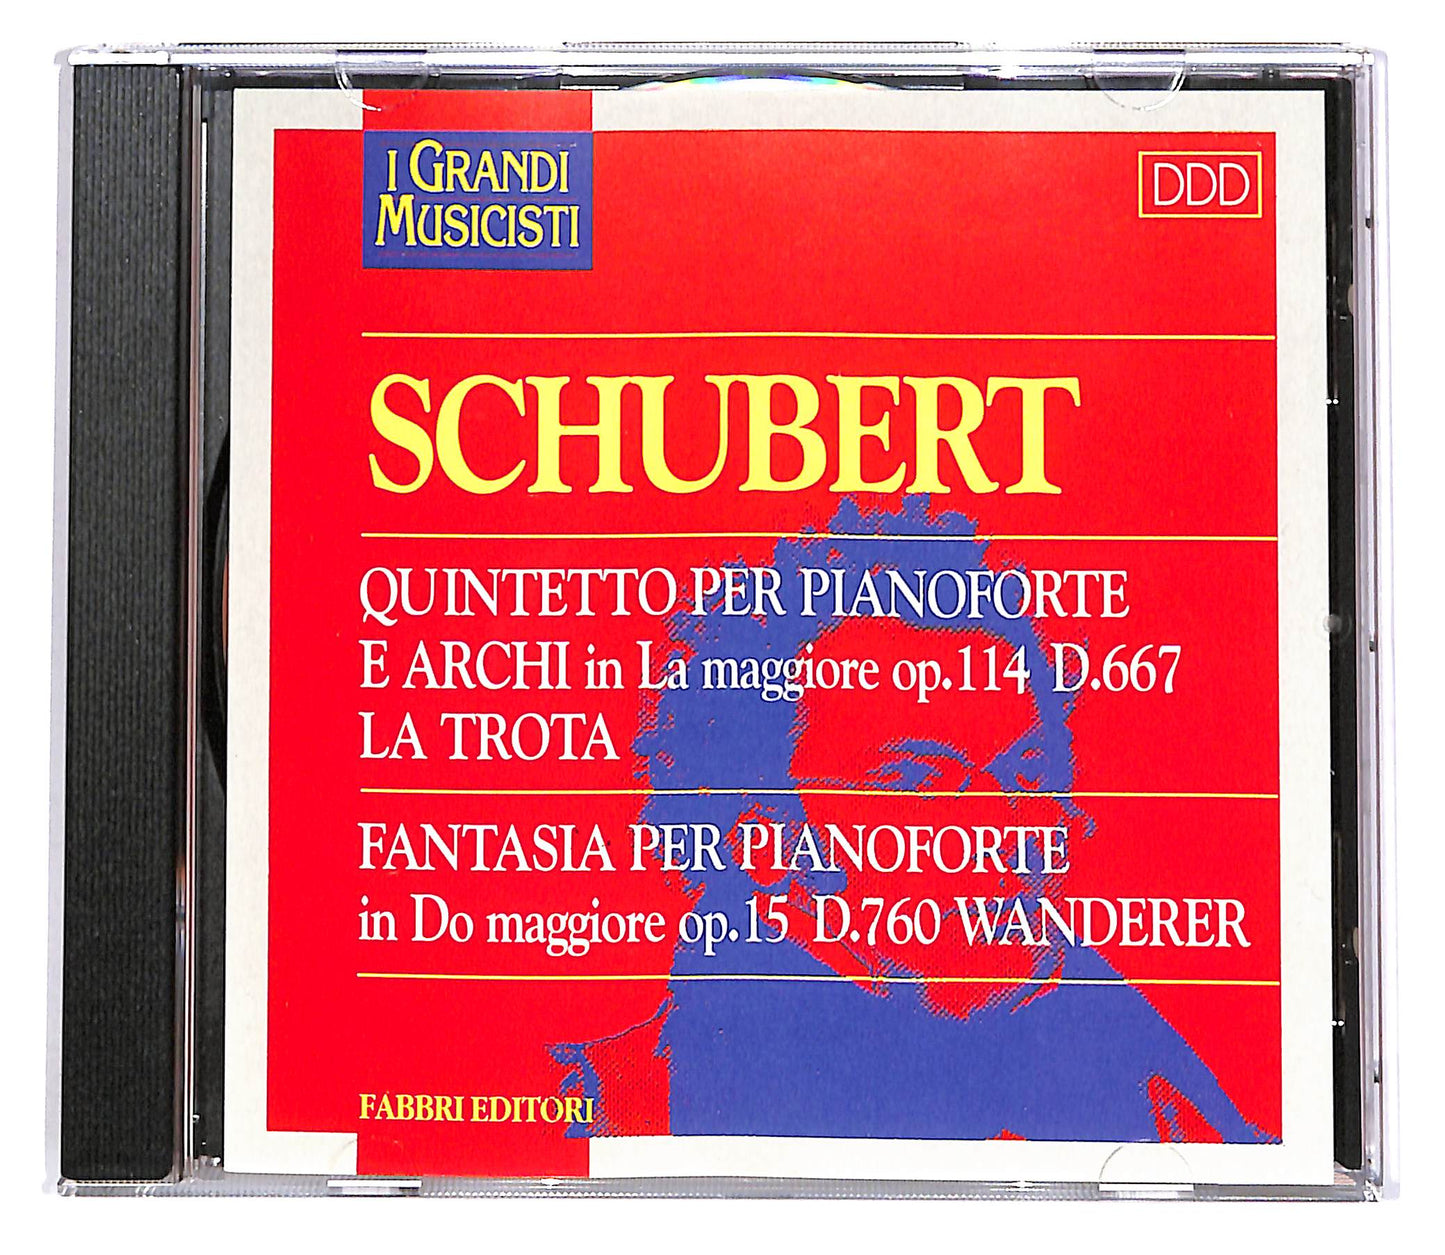 I GRANDI
MUSICISTI
DDD
SCHUBERT
QUINTETTO PER PIANOFORTE
E ARCHI in La maggiore op.114 D.667
LA TROTA
FANTASIA PER PIANOFORTE
in Do maggiore op.15 D.760 WANDERER
FABBRI EDITORI